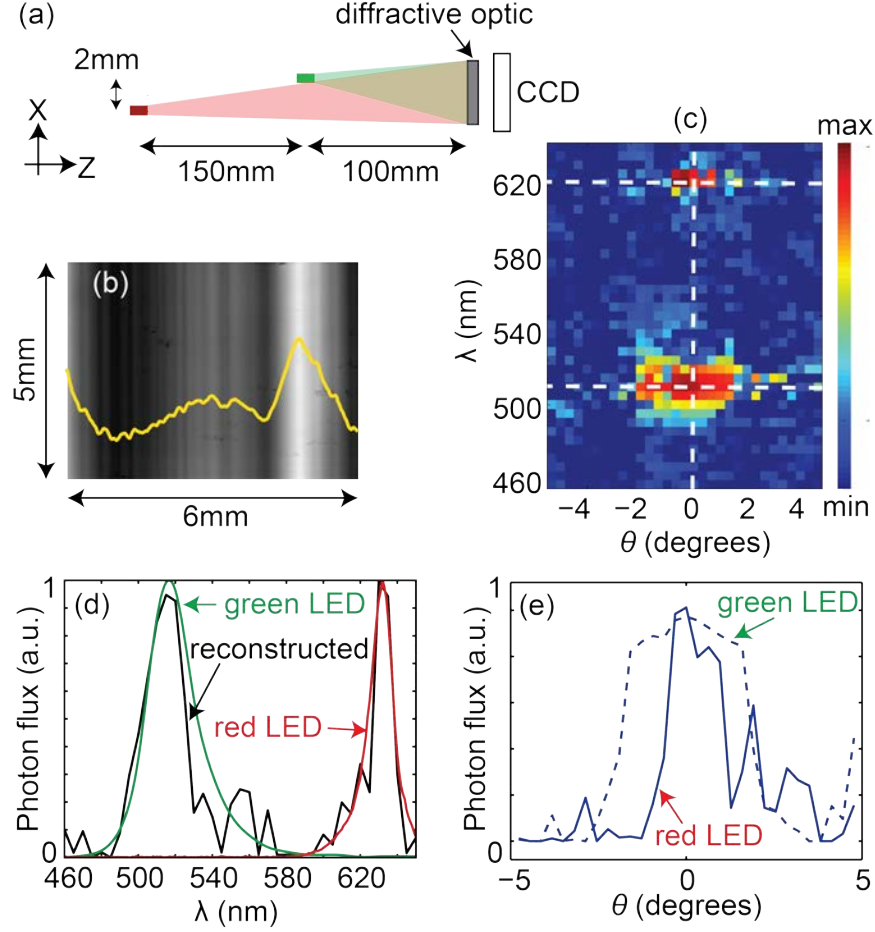 (a)
diffractive optic
2mm
X
Z
CCD
150mm
100mm
(b)
5mm
6mm
(c)
max
min
620
580
540
500
460
λ (nm)
−4
−2
0
2
4
θ (degrees)
(d)
1
0
Photon flux (a.u.)
green LED
reconstructed
red LED
460
500
540
580
620
λ (nm)
(e)
1
0
Photon flux (a.u.)
green LED
red LED
−5
0
5
θ (degrees)